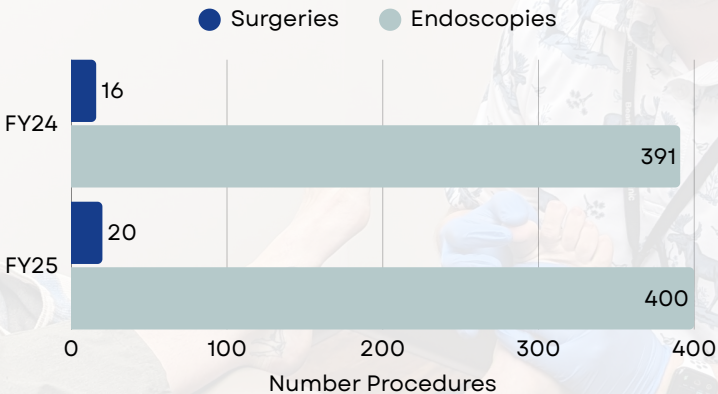 Surgeries Endoscopies
16
FY24
391
20
FY25
400
0 100 200 300 400
Number Procedures